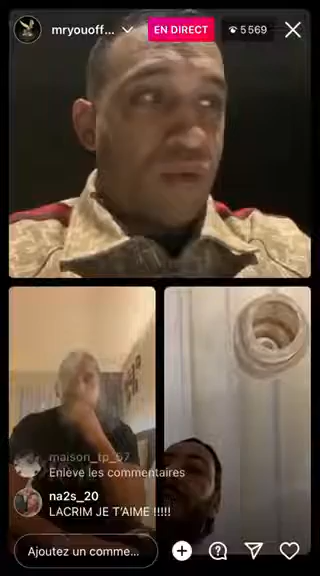 mryouoff...
EN DIRECT
5 569
maison_tp_57
Enlève les commentaires
na2s_20
LACRIM JE T'AIME !!!!!
Ajoutez un comme...